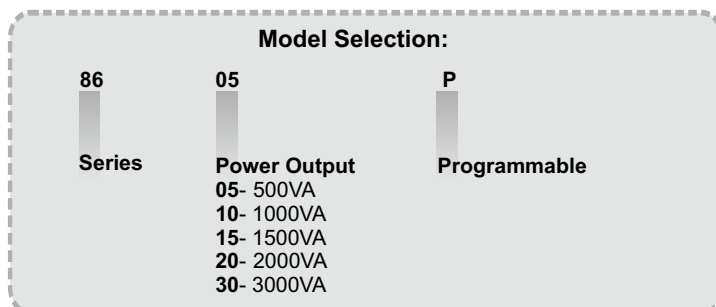 Model Selection:
86 05 P
Series Power Output Programmable
05- 500VA
10- 1000VA
15- 1500VA
20- 2000VA
30- 3000VA